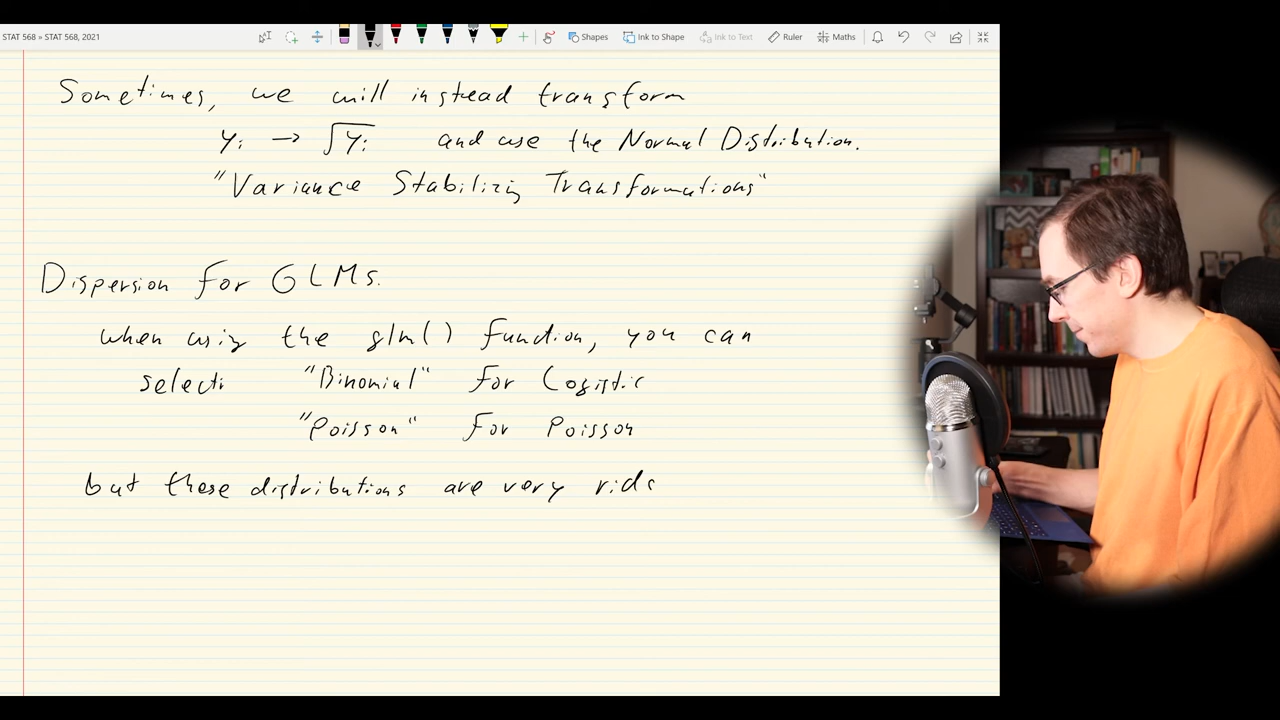 STAT 568 » STAT 568, 2021
Shapes Ink to Shape Ink to Text Ruler Maths
Sometimes, we will instead transform
yi → √yi and use the Normal Distribution.
"Variance Stabilizing Transformations"
Dispersion for GLMs.
when using the glm() function, you can
select: "Binomial" for Logistic
"Poisson" for Poisson
but these distributions are very ridg